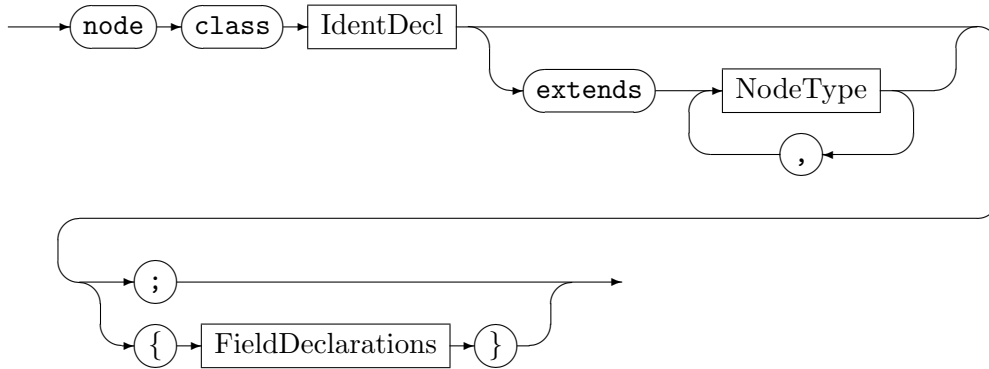 node class IdentDecl
extends NodeType
,
;
{ FieldDeclarations }